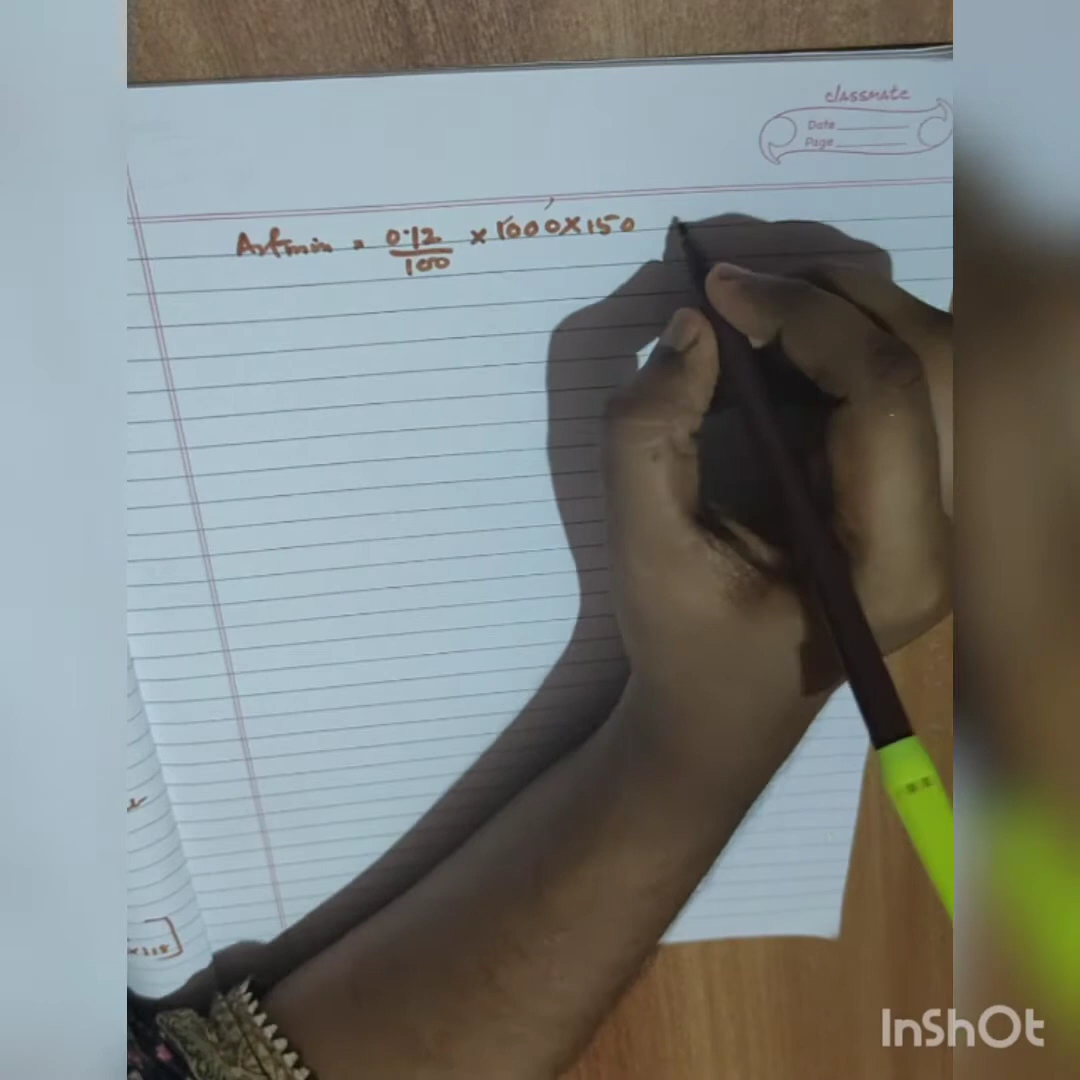 classmate
Date
Page
Astmin = 0.12/100 × 1000×150
InShOt